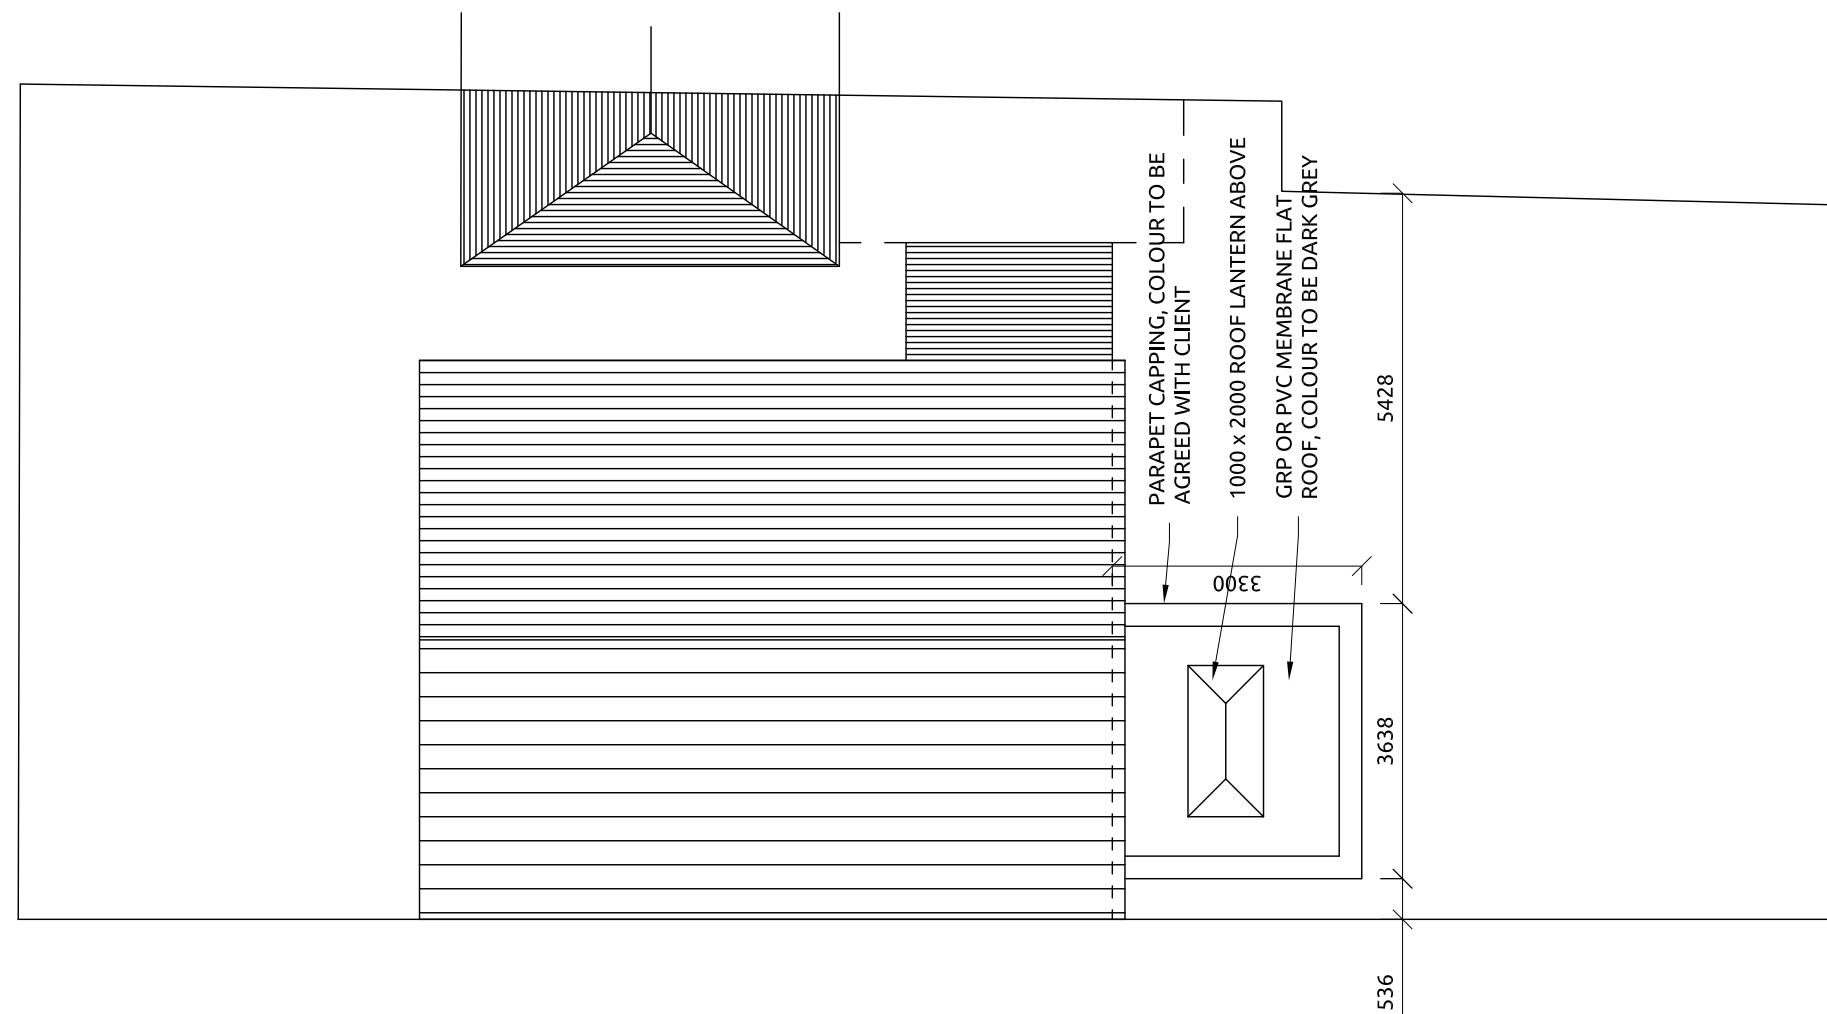 PARAPET CAPPING, COLOUR TO BE
AGREED WITH CLIENT
1000 x 2000 ROOF LANTERN ABOVE
GRP OR PVC MEMBRANE FLAT
ROOF, COLOUR TO BE DARK GREY
3300
5428
3638
536